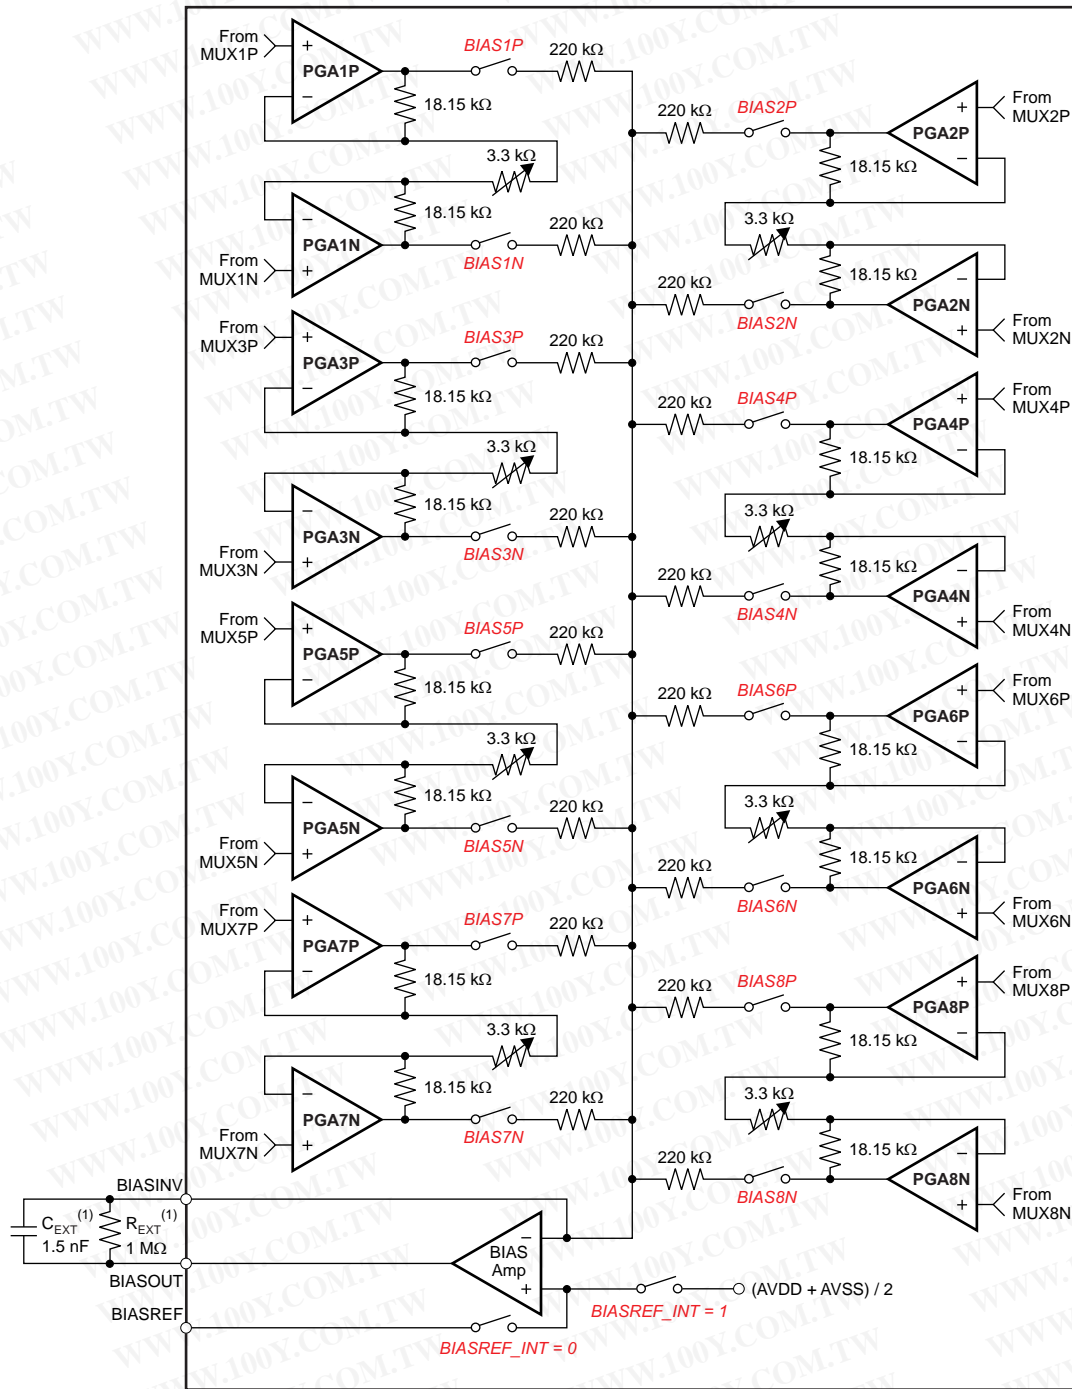 From
MUX1P
PGA1P
+
−
BIAS1P
220 kΩ
18.15 kΩ
3.3 kΩ
18.15 kΩ
−
PGA1N
+
From
MUX1N
BIAS1N
220 kΩ
220 kΩ
BIAS2P
PGA2P
+
−
From
MUX2P
18.15 kΩ
3.3 kΩ
18.15 kΩ
220 kΩ
BIAS2N
−
PGA2N
+
From
MUX2N
From
MUX3P
+
PGA3P
−
BIAS3P
220 kΩ
18.15 kΩ
3.3 kΩ
18.15 kΩ
−
PGA3N
+
From
MUX3N
BIAS3N
220 kΩ
220 kΩ
BIAS4P
+
PGA4P
−
From
MUX4P
18.15 kΩ
3.3 kΩ
18.15 kΩ
220 kΩ
BIAS4N
−
PGA4N
+
From
MUX4N
From
MUX5P
+
PGA5P
−
BIAS5P
220 kΩ
18.15 kΩ
3.3 kΩ
18.15 kΩ
−
PGA5N
+
From
MUX5N
BIAS5N
220 kΩ
220 kΩ
BIAS6P
+
PGA6P
−
From
MUX6P
18.15 kΩ
3.3 kΩ
18.15 kΩ
220 kΩ
BIAS6N
−
PGA6N
+
From
MUX6N
From
MUX7P
+
PGA7P
−
BIAS7P
220 kΩ
18.15 kΩ
3.3 kΩ
18.15 kΩ
−
PGA7N
+
From
MUX7N
BIAS7N
220 kΩ
220 kΩ
BIAS8P
+
PGA8P
−
From
MUX8P
18.15 kΩ
3.3 kΩ
18.15 kΩ
220 kΩ
BIAS8N
−
PGA8N
+
From
MUX8N
BIASINV
C_EXT (1)
1.5 nF
R_EXT (1)
1 MΩ
BIASOUT
BIASREF
−
BIAS
Amp
+
(AVDD + AVSS) / 2
BIASREF_INT = 1
BIASREF_INT = 0
WWW.100Y.COM.TW